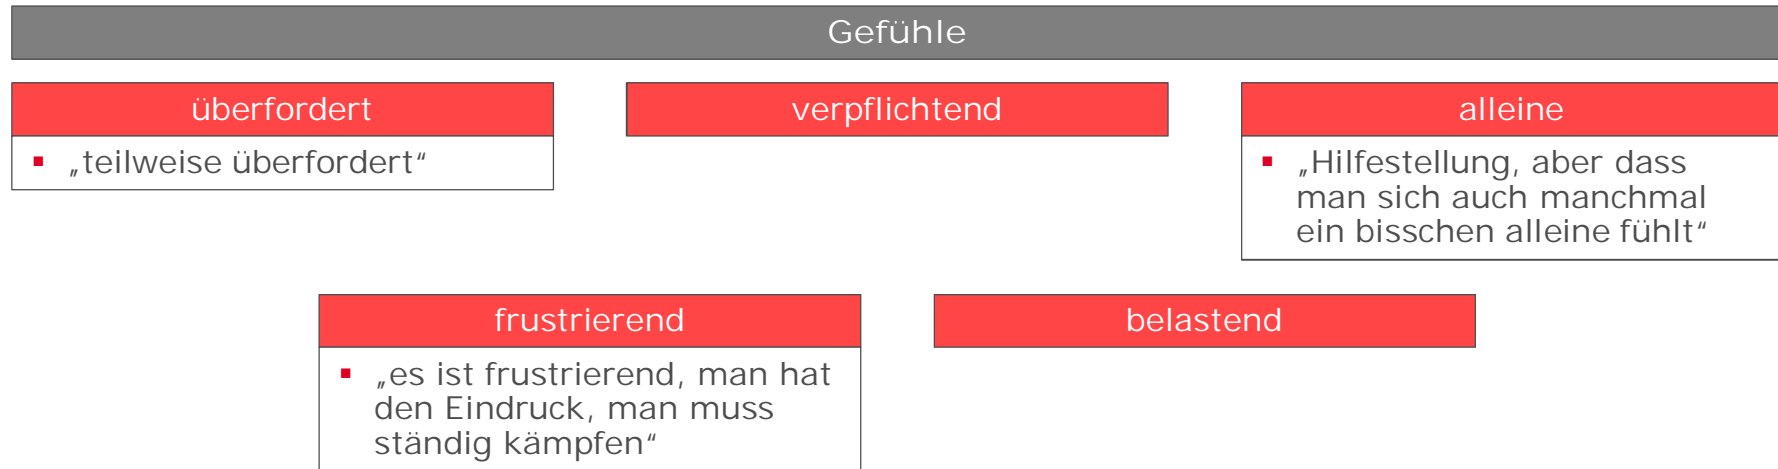 Gefühle
überfordert
▪ „teilweise überfordert“
verpflichtend
alleine
▪ „Hilfestellung, aber dass
man sich auch manchmal
ein bisschen alleine fühlt“
frustrierend
▪ „es ist frustrierend, man hat
den Eindruck, man muss
ständig kämpfen“
belastend